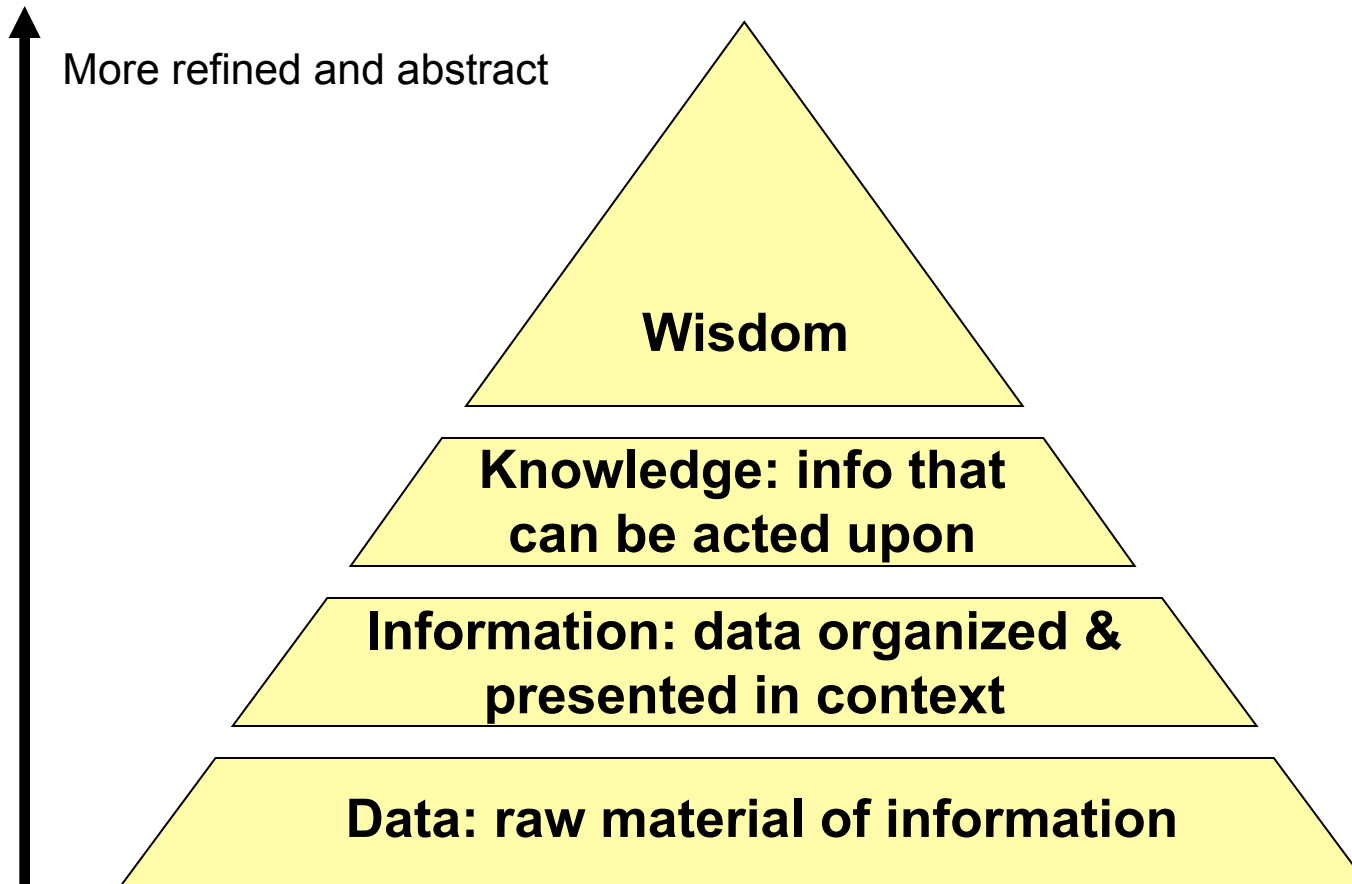 More refined and abstract
Wisdom
Knowledge: info that
can be acted upon
Information: data organized &
presented in context
Data: raw material of information